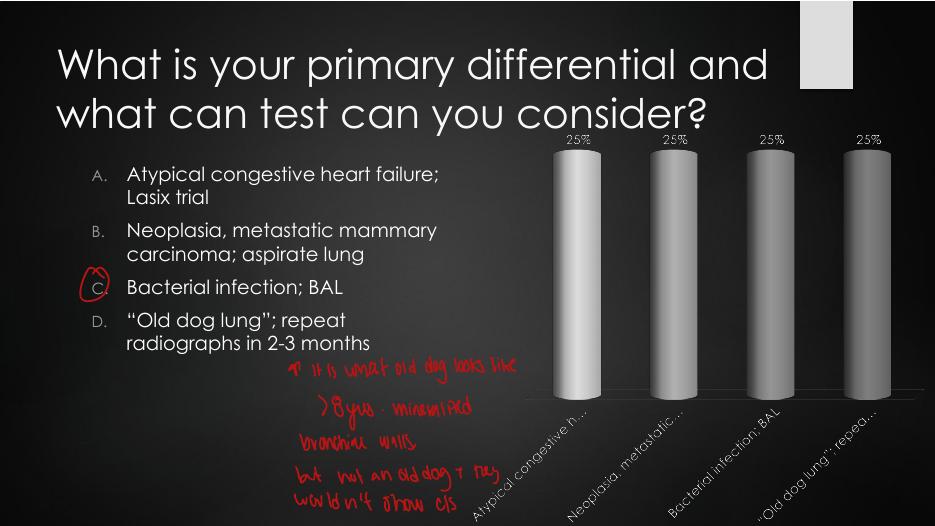 What is your primary differential and
what can test can you consider?
A. Atypical congestive heart failure;
Lasix trial
B. Neoplasia, metastatic mammary
carcinoma; aspirate lung
C. Bacterial infection; BAL
D. “Old dog lung”; repeat
radiographs in 2-3 months
↑ it is what old dog looks like
>8yrs. mineralized
bronchial walls
but not an old dog + they
wouldn't show c/s
25% 25% 25% 25%
Atypical congestive h...
Neoplasia, metastatic...
Bacterial infection; BAL
“Old dog lung”; repea...